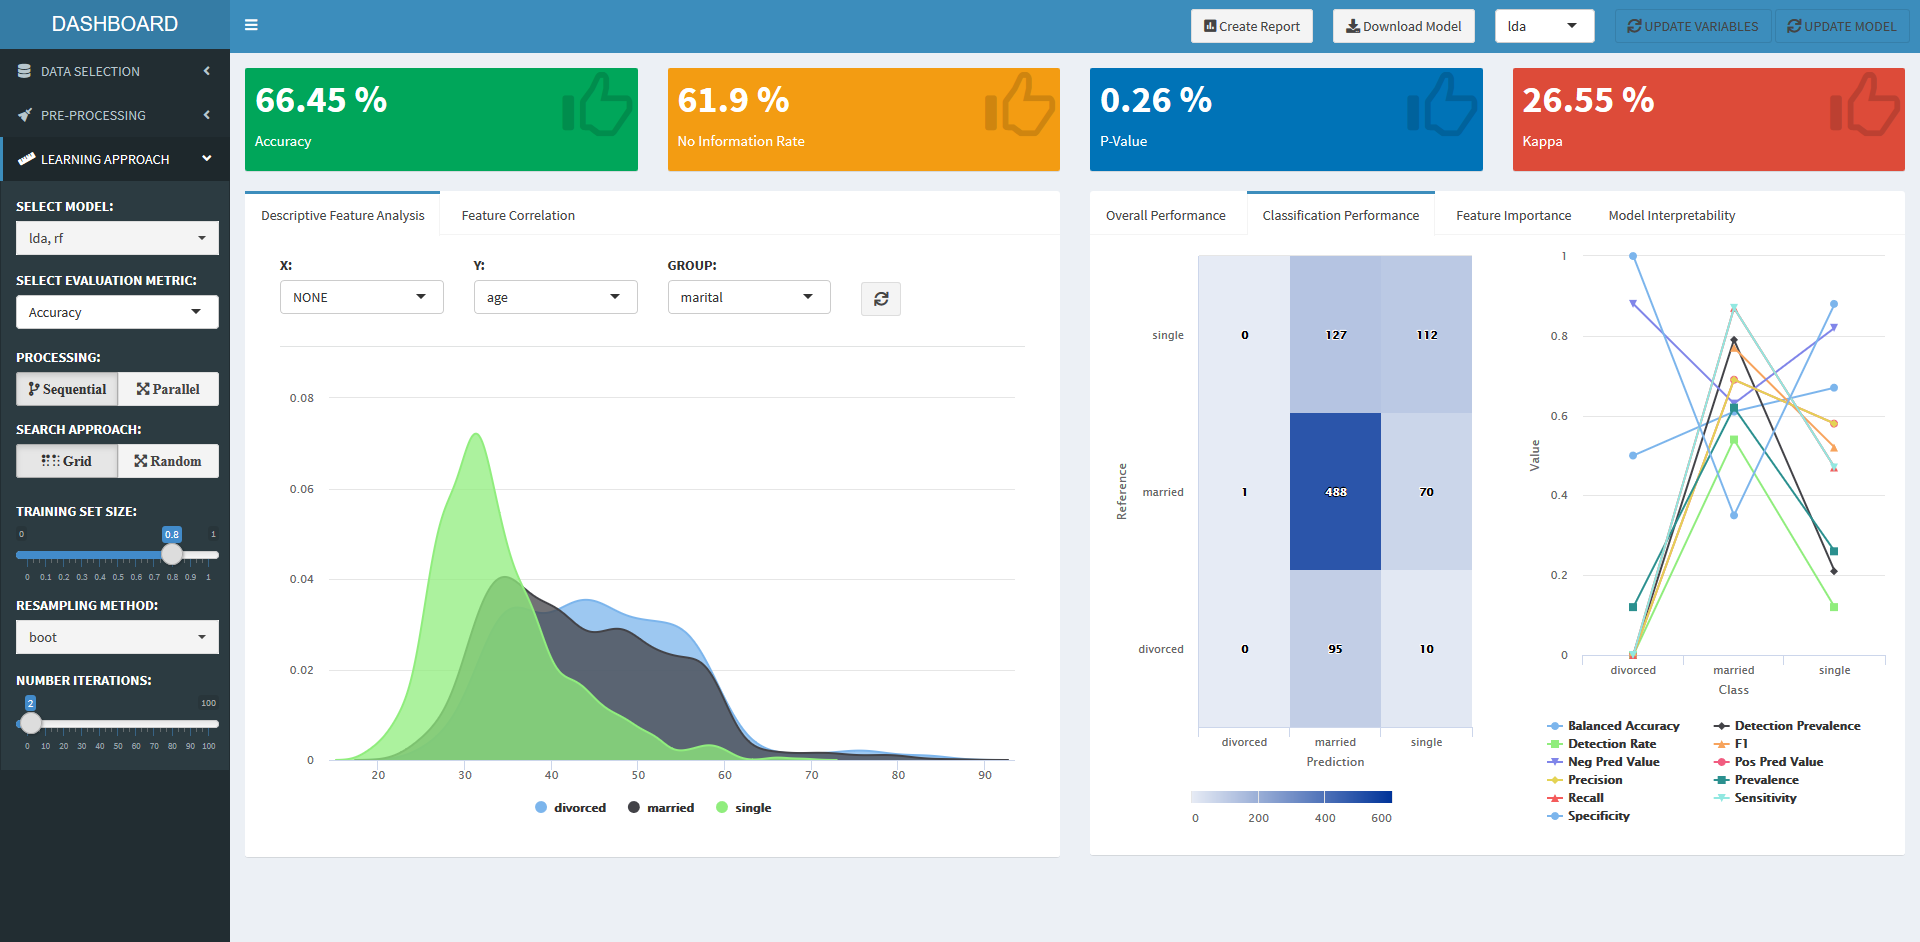 DASHBOARD
Create Report
Download Model
lda
UPDATE VARIABLES
UPDATE MODEL
DATA SELECTION
PRE-PROCESSING
LEARNING APPROACH
SELECT MODEL:
lda, rf
SELECT EVALUATION METRIC:
Accuracy
PROCESSING:
Sequential
Parallel
SEARCH APPROACH:
Grid
Random
TRAINING SET SIZE:
0
0.8
1
0 0.1 0.2 0.3 0.4 0.5 0.6 0.7 0.8 0.9 1
RESAMPLING METHOD:
boot
NUMBER ITERATIONS:
2
100
0 10 20 30 40 50 60 70 80 90 100
66.45 %
Accuracy
61.9 %
No Information Rate
0.26 %
P-Value
26.55 %
Kappa
Descriptive Feature Analysis
Feature Correlation
X:
NONE
Y:
age
GROUP:
marital
0.08
0.06
0.04
0.02
0
20 30 40 50 60 70 80 90
divorced married single
Overall Performance
Classification Performance
Feature Importance
Model Interpretability
Reference
single
0 127 112
married
1 488 70
divorced
0 95 10
divorced married single
Prediction
0 200 400 600
Value
1
0.8
0.6
0.4
0.2
0
divorced married single
Class
Balanced Accuracy
Detection Prevalence
Detection Rate
F1
Neg Pred Value
Pos Pred Value
Precision
Prevalence
Recall
Sensitivity
Specificity